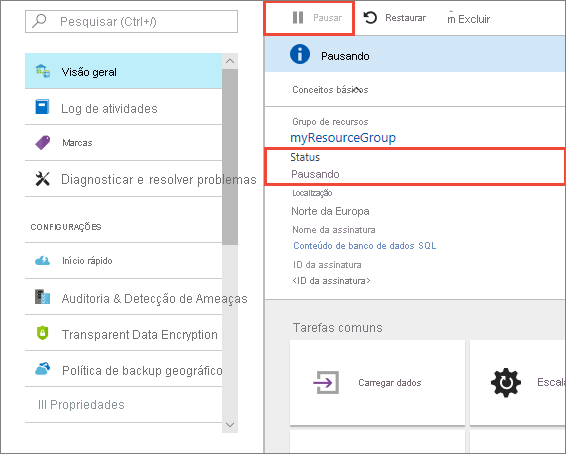 Pesquisar (Ctrl+/)
Visão geral
Log de atividades
Marcas
Diagnosticar e resolver problemas
CONFIGURAÇÕES
Início rápido
Auditoria & Detecção de Ameaças
Transparent Data Encryption
Política de backup geográfico
III Propriedades
Pausar
Restaurar
m Excluir
Pausando
Conceitos básicos
Grupo de recursos
myResourceGroup
Status
Pausando
Localização
Norte da Europa
Nome da assinatura
Conteúdo de banco de dados SQL
ID da assinatura
<ID da assinatura>
Tarefas comuns
Carregar dados
Escala